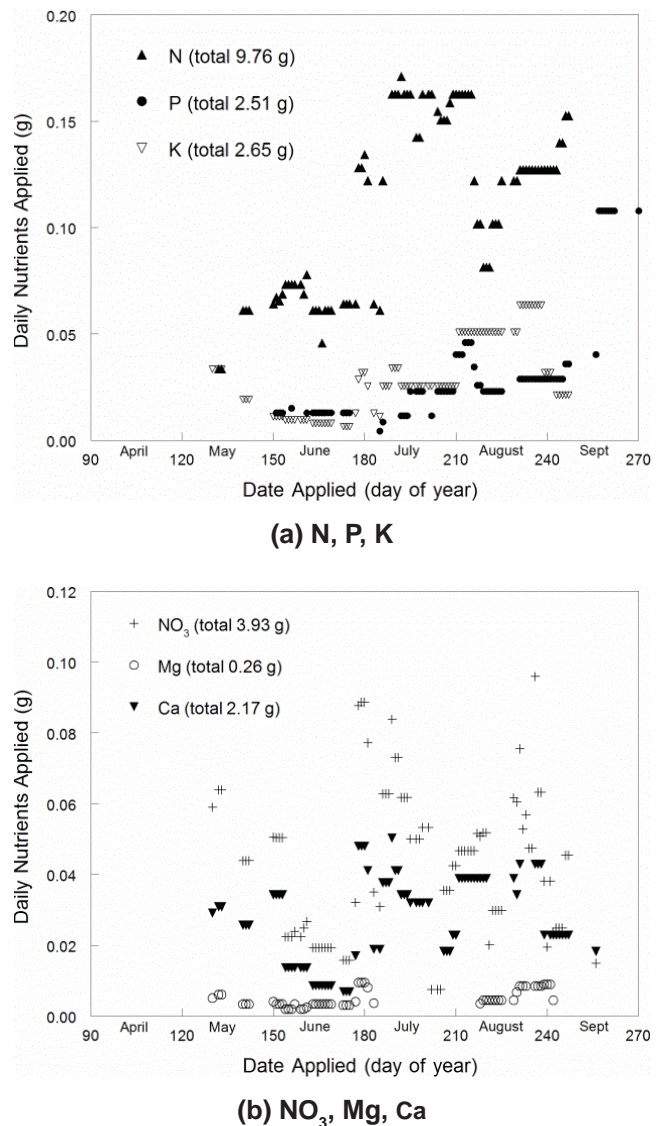 0.20
N (total 9.76 g)
P (total 2.51 g)
K (total 2.65 g)
0.15
0.10
0.05
0.00
Daily Nutrients Applied (g)
90 April 120 May 150 June 180 July 210 August 240 Sept 270
Date Applied (day of year)
(a) N, P, K
0.12
NO3 (total 3.93 g)
Mg (total 0.26 g)
Ca (total 2.17 g)
0.10
0.08
0.06
0.04
0.02
0.00
Daily Nutrients Applied (g)
90 April 120 May 150 June 180 July 210 August 240 Sept 270
Date Applied (day of year)
(b) NO3, Mg, Ca